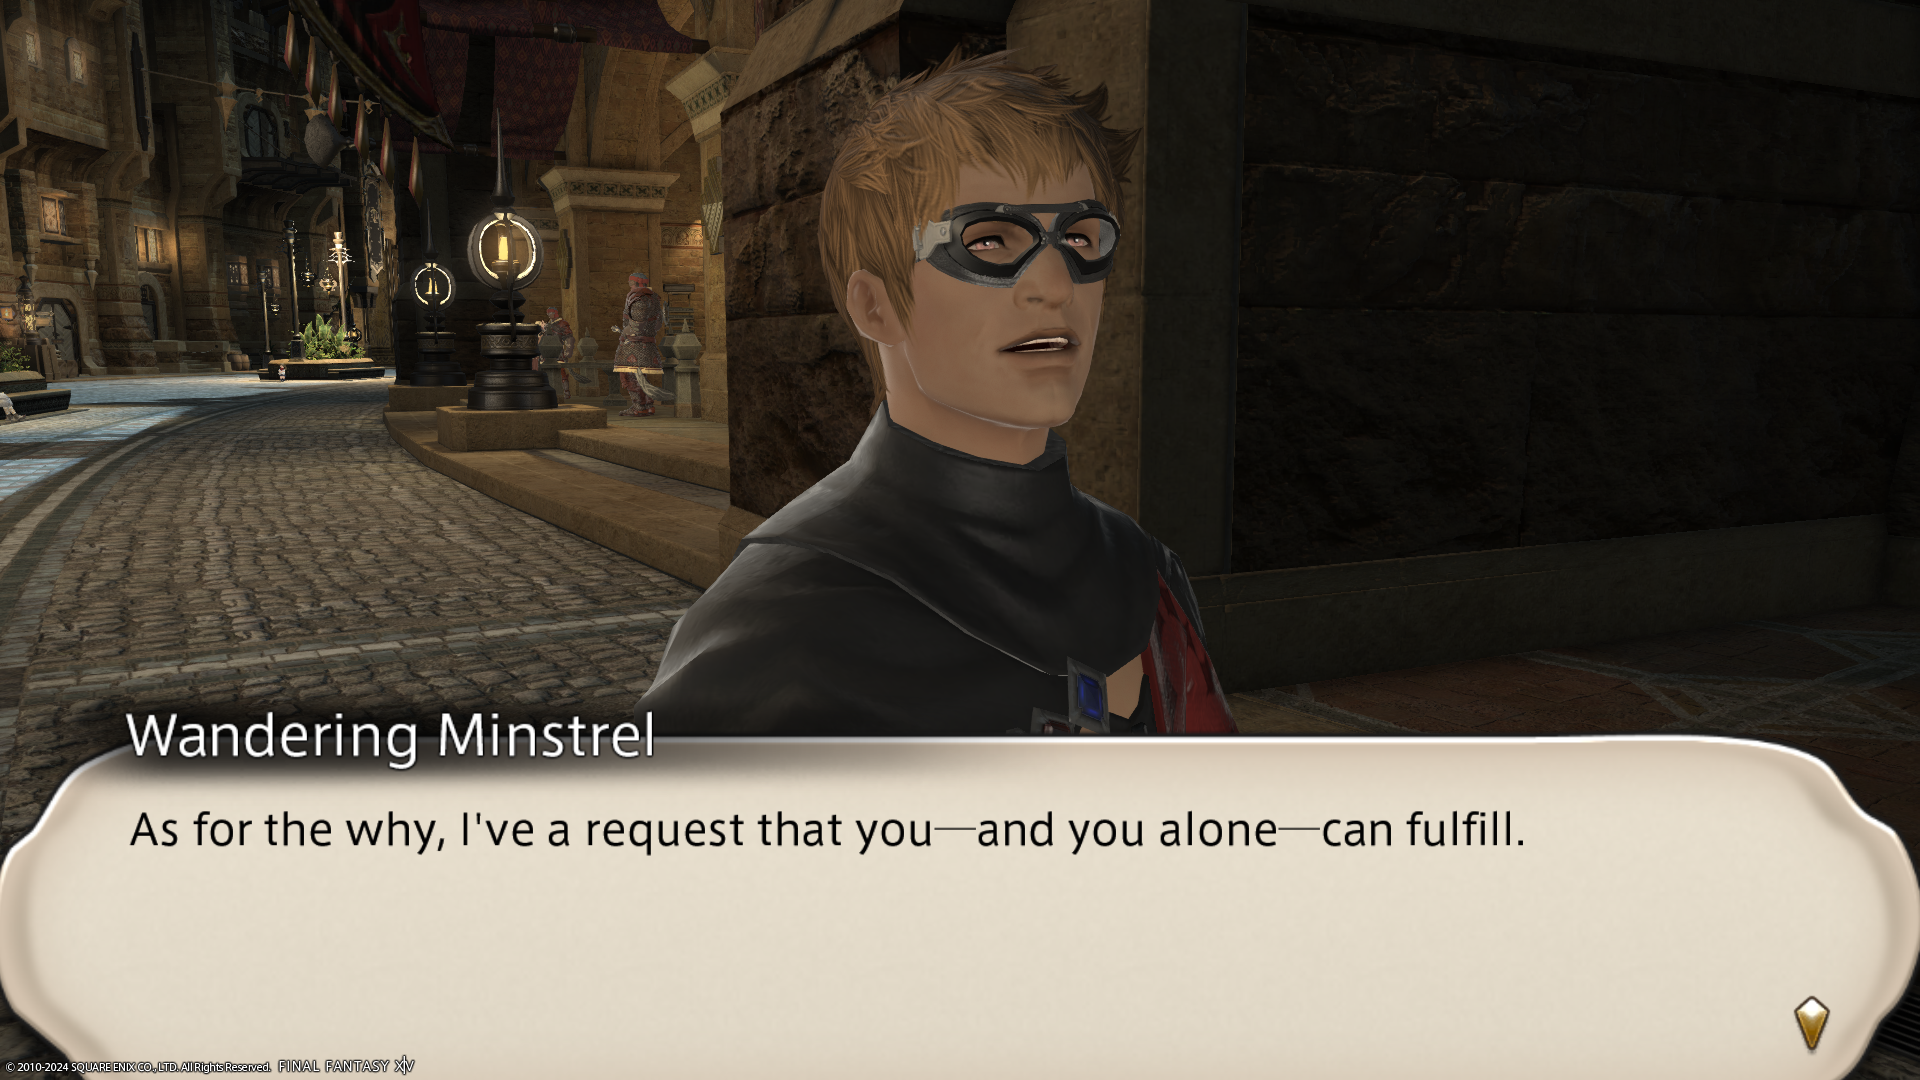 Wandering Minstrel
As for the why, I've a request that you—and you alone—can fulfill.
© 2010-2024 SQUARE ENIX CO., LTD. All Rights Reserved. FINAL FANTASY XIV